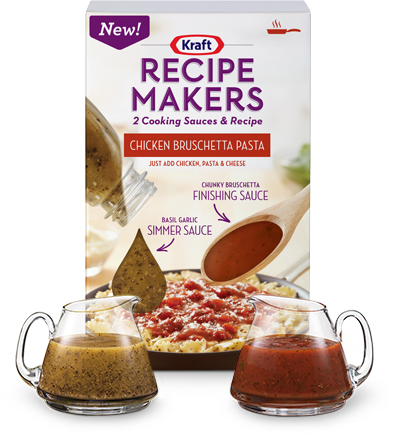 New!
Kraft
RECIPE
MAKERS
2 Cooking Sauces & Recipe
CHICKEN BRUSCHETTA PASTA
JUST ADD CHICKEN, PASTA & CHEESE
CHUNKY BRUSCHETTA
FINISHING SAUCE
BASIL GARLIC
SIMMER SAUCE